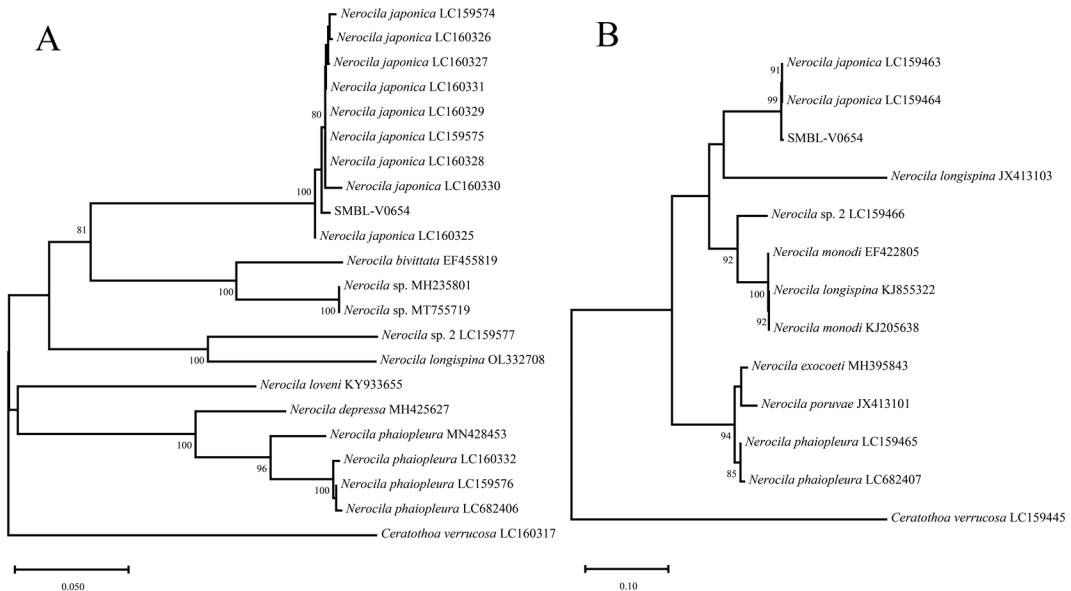 A
Nerocila japonica LC159574
Nerocila japonica LC160326
Nerocila japonica LC160327
Nerocila japonica LC160331
80
Nerocila japonica LC160329
Nerocila japonica LC159575
Nerocila japonica LC160328
Nerocila japonica LC160330
100
SMBL-V0654
Nerocila japonica LC160325
81
Nerocila bivittata EF455819
Nerocila sp. MH235801
100
Nerocila sp. MT755719
100
Nerocila sp. 2 LC159577
Nerocila longispina OL332708
100
Nerocila loveni KY933655
Nerocila depressa MH425627
100
Nerocila phaiopleura MN428453
Nerocila phaiopleura LC160332
96
Nerocila phaiopleura LC159576
100
Nerocila phaiopleura LC682406
Ceratothoa verrucosa LC160317
0.050
B
Nerocila japonica LC159463
91
Nerocila japonica LC159464
99
SMBL-V0654
Nerocila longispina JX413103
Nerocila sp. 2 LC159466
Nerocila monodi EF422805
92
Nerocila longispina KJ855322
100
Nerocila monodi KJ205638
92
Nerocila exocoeti MH395843
Nerocila poruvae JX413101
94
Nerocila phaiopleura LC159465
85
Nerocila phaiopleura LC682407
Ceratothoa verrucosa LC159445
0.10